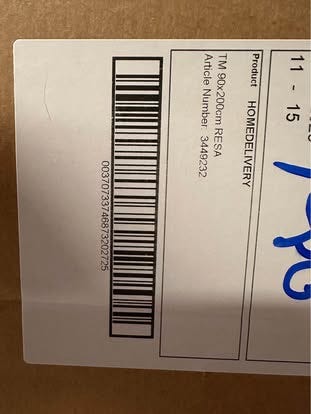 11 - 15
Product HOMEDELIVERY
TM 90x200cm RESA
Article Number: 3449232
00370733746873202725